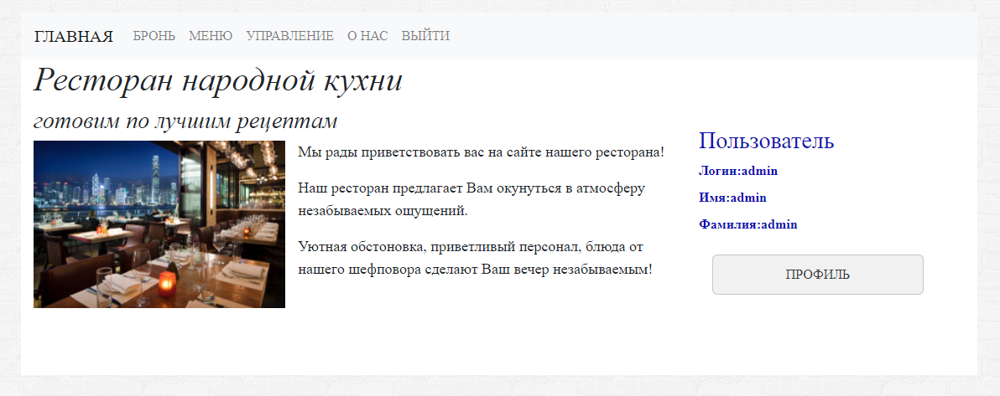 ГЛАВНАЯ БРОНЬ МЕНЮ УПРАВЛЕНИЕ О НАС ВЫЙТИ
Ресторан народной кухни
готовим по лучшим рецептам
Мы рады приветствовать вас на сайте нашего ресторана!
Наш ресторан предлагает Вам окунуться в атмосферу
незабываемых ощущений.
Уютная обстоновка, приветливый персонал, блюда от
нашего шефповора сделают Ваш вечер незабываемым!
Пользователь
Логин:admin
Имя:admin
Фамилия:admin
ПРОФИЛЬ